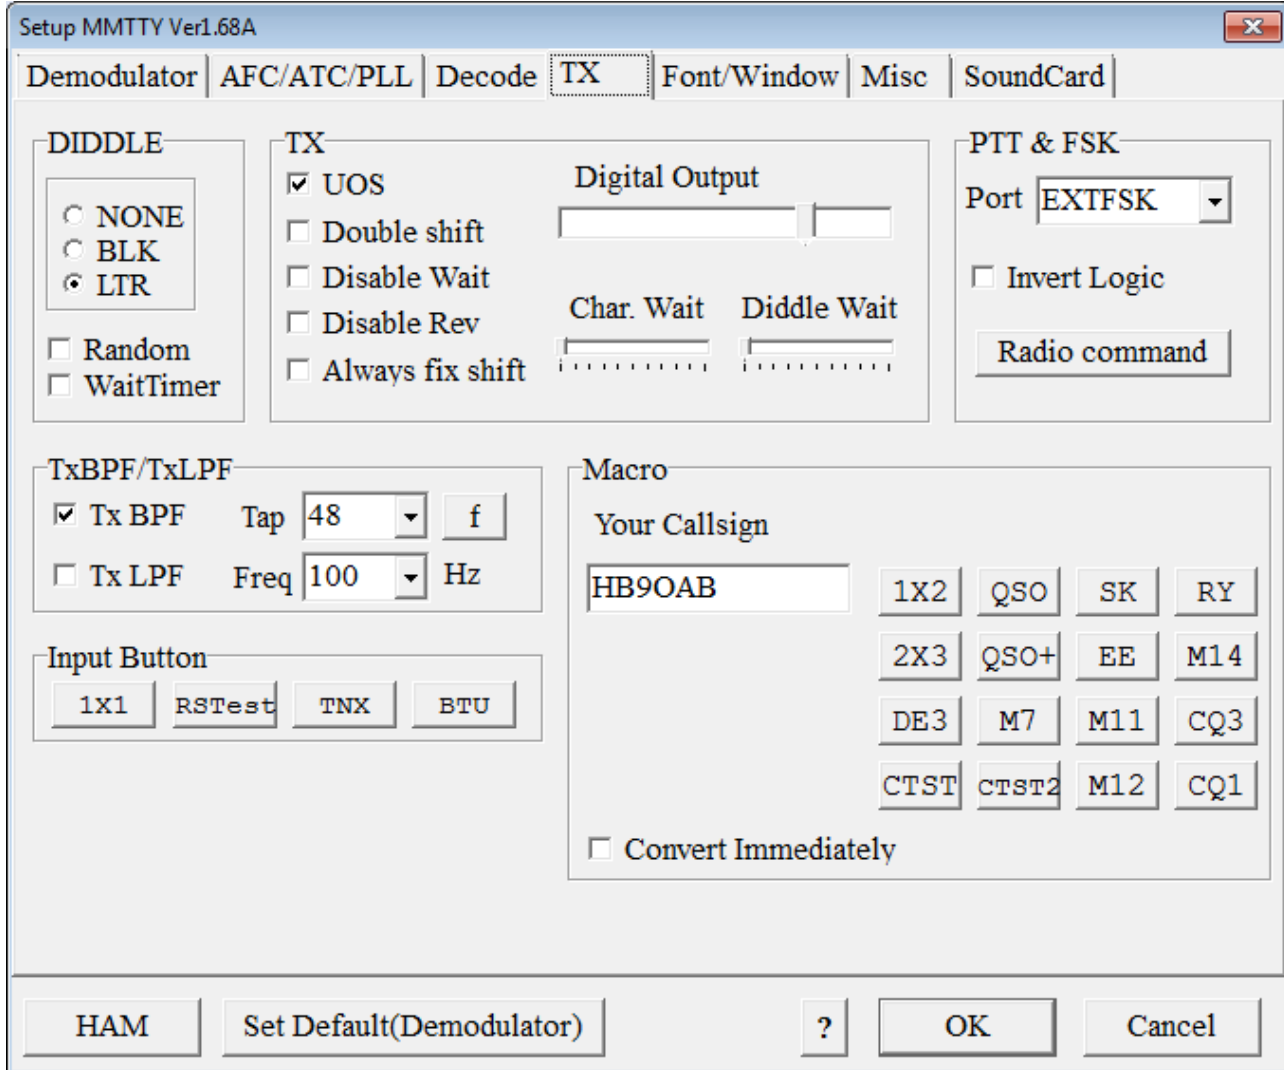 Setup MMTTY Ver1.68A
Demodulator AFC/ATC/PLL Decode TX Font/Window Misc SoundCard
DIDDLE
NONE
BLK
LTR
Random
WaitTimer
TX
UOS
Double shift
Disable Wait
Disable Rev
Always fix shift
Digital Output
Char. Wait Diddle Wait
PTT & FSK
Port EXTFSK
Invert Logic
Radio command
TxBPF/TxLPF
Tx BPF Tap 48 f
Tx LPF Freq 100 Hz
Input Button
1X1 RSTest TNX BTU
Macro
Your Callsign
HB9OAB
1X2 QSO SK RY
2X3 QSO+ EE M14
DE3 M7 M11 CQ3
CTST CTST2 M12 CQ1
Convert Immediately
HAM Set Default(Demodulator) ? OK Cancel